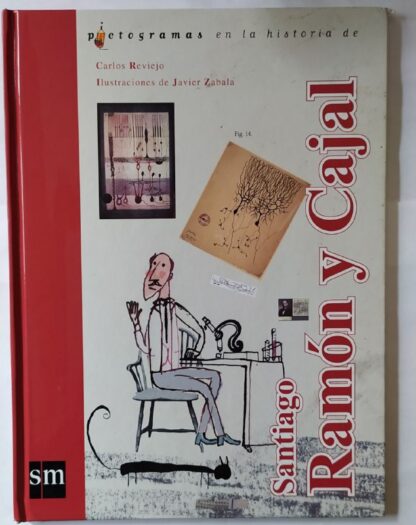 pictogramas en la historia de
Carlos Reviejo
Ilustraciones de Javier Zabala
Fig. 14.
Santiago
Ramón y Cajal
sm